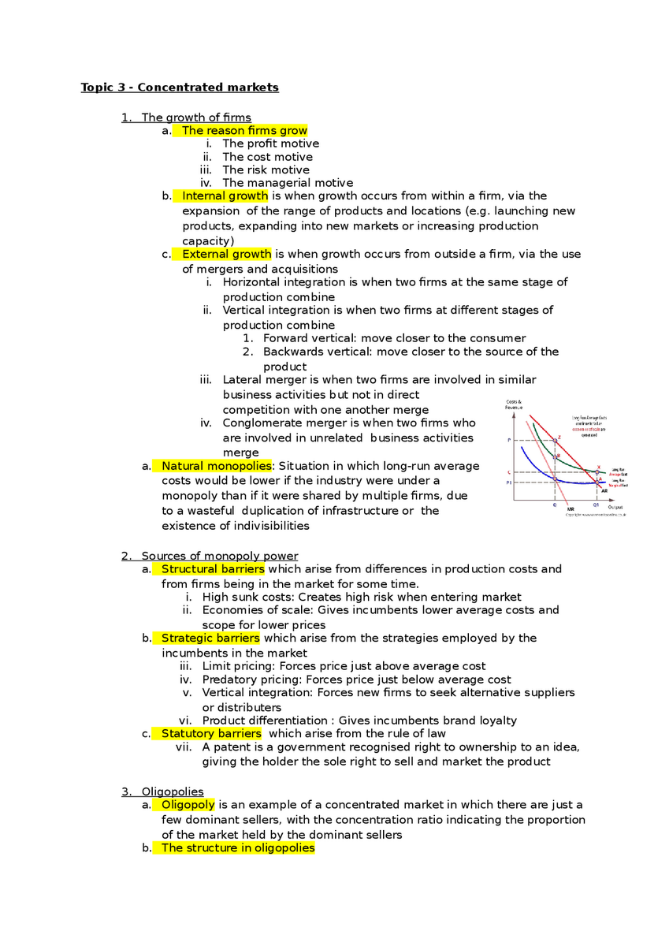 Topic 3 - Concentrated markets
1. The growth of firms
a. The reason firms grow
i. The profit motive
ii. The cost motive
iii. The risk motive
iv. The managerial motive
b. Internal growth is when growth occurs from within a firm, via the
expansion of the range of products and locations (e.g. launching new
products, expanding into new markets or increasing production
capacity)
c. External growth is when growth occurs from outside a firm, via the use
of mergers and acquisitions
i. Horizontal integration is when two firms at the same stage of
production combine
ii. Vertical integration is when two firms at different stages of
production combine
1. Forward vertical: move closer to the consumer
2. Backwards vertical: move closer to the source of the
product
iii. Lateral merger is when two firms are involved in similar
business activities but not in direct
competition with one another merge
iv. Conglomerate merger is when two firms who
are involved in unrelated business activities
merge
a. Natural monopolies: Situation in which long-run average
costs would be lower if the industry were under a
monopoly than if it were shared by multiple firms, due
to a wasteful duplication of infrastructure or the
existence of indivisibilities
Costs &
Revenue
P
C
P1
Q
Q1
AR
MR
Output
2. Sources of monopoly power
a. Structural barriers which arise from differences in production costs and
from firms being in the market for some time.
i. High sunk costs: Creates high risk when entering market
ii. Economies of scale: Gives incumbents lower average costs and
scope for lower prices
b. Strategic barriers which arise from the strategies employed by the
incumbents in the market
iii. Limit pricing: Forces price just above average cost
iv. Predatory pricing: Forces price just below average cost
v. Vertical integration: Forces new firms to seek alternative suppliers
or distributers
vi. Product differentiation : Gives incumbents brand loyalty
c. Statutory barriers which arise from the rule of law
vii. A patent is a government recognised right to ownership to an idea,
giving the holder the sole right to sell and market the product
3. Oligopolies
a. Oligopoly is an example of a concentrated market in which there are just a
few dominant sellers, with the concentration ratio indicating the proportion
of the market held by the dominant sellers
b. The structure in oligopolies